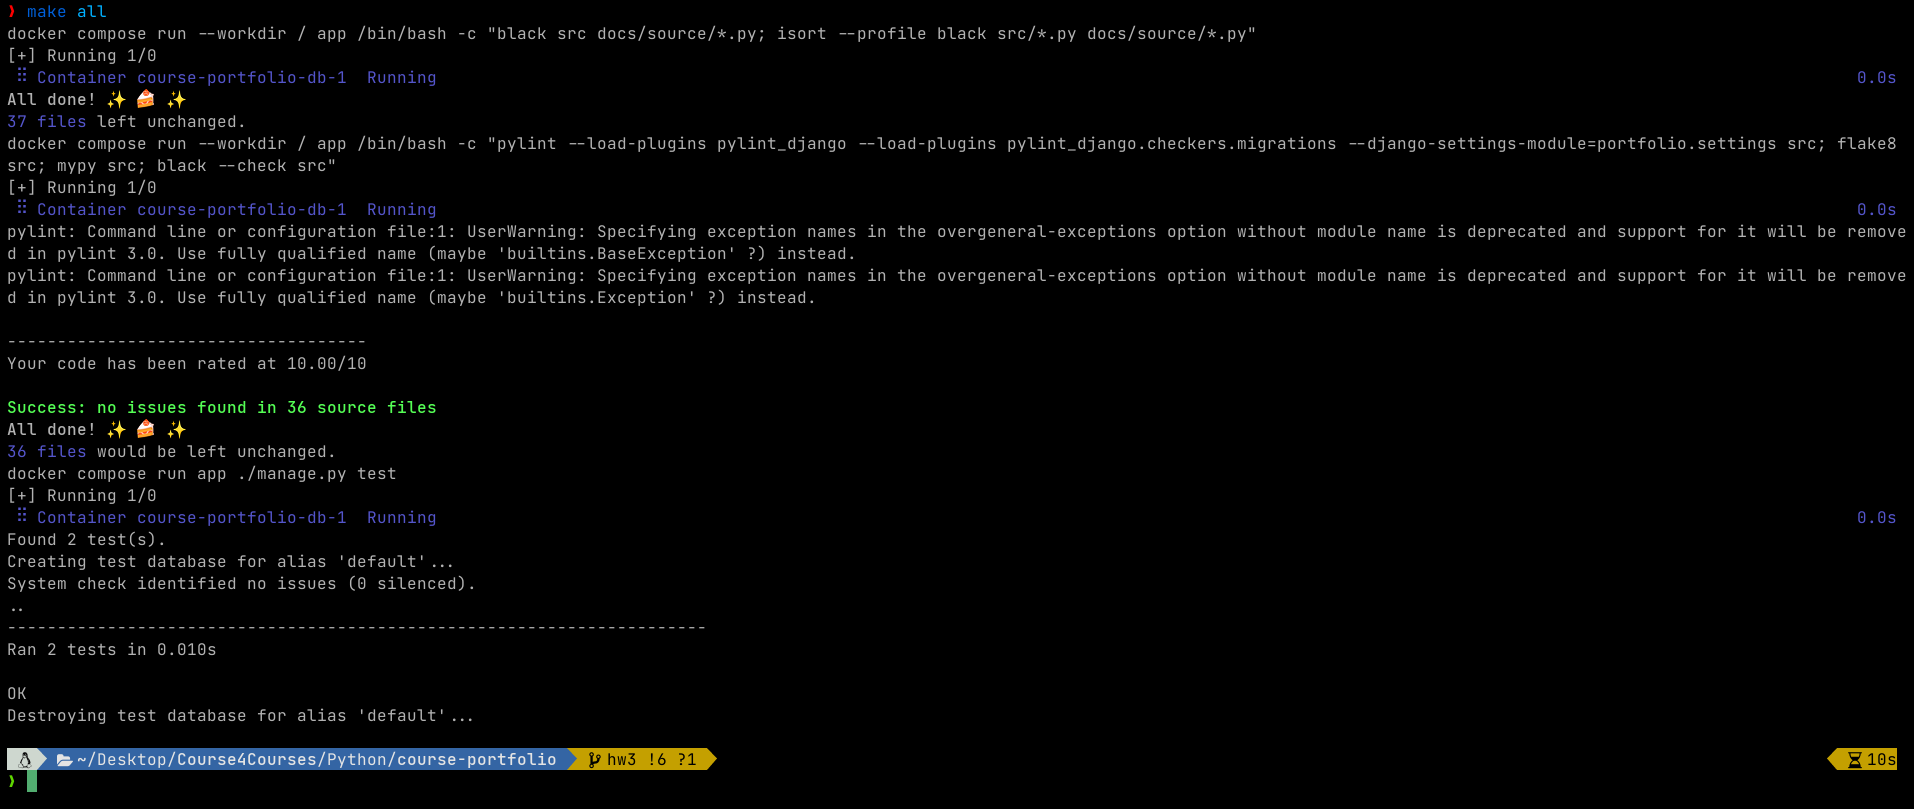 ❯ make all
docker compose run --workdir / app /bin/bash -c "black src docs/source/*.py; isort --profile black src/*.py docs/source/*.py"
[+] Running 1/0
⠿ Container course-portfolio-db-1  Running 0.0s
All done! ✨ 🍰 ✨
37 files left unchanged.
docker compose run --workdir / app /bin/bash -c "pylint --load-plugins pylint_django --load-plugins pylint_django.checkers.migrations --django-settings-module=portfolio.settings src; flake8
src; mypy src; black --check src"
[+] Running 1/0
⠿ Container course-portfolio-db-1  Running 0.0s
pylint: Command line or configuration file:1: UserWarning: Specifying exception names in the overgeneral-exceptions option without module name is deprecated and support for it will be remove
d in pylint 3.0. Use fully qualified name (maybe 'builtins.BaseException' ?) instead.
pylint: Command line or configuration file:1: UserWarning: Specifying exception names in the overgeneral-exceptions option without module name is deprecated and support for it will be remove
d in pylint 3.0. Use fully qualified name (maybe 'builtins.Exception' ?) instead.
------------------------------------
Your code has been rated at 10.00/10
Success: no issues found in 36 source files
All done! ✨ 🍰 ✨
36 files would be left unchanged.
docker compose run app ./manage.py test
[+] Running 1/0
⠿ Container course-portfolio-db-1  Running 0.0s
Found 2 test(s).
Creating test database for alias 'default'...
System check identified no issues (0 silenced).
..
----------------------------------------------------------------------
Ran 2 tests in 0.010s
OK
Destroying test database for alias 'default'...
~/Desktop/Course4Courses/Python/course-portfolio hw3 !6 ?1 10s
❯